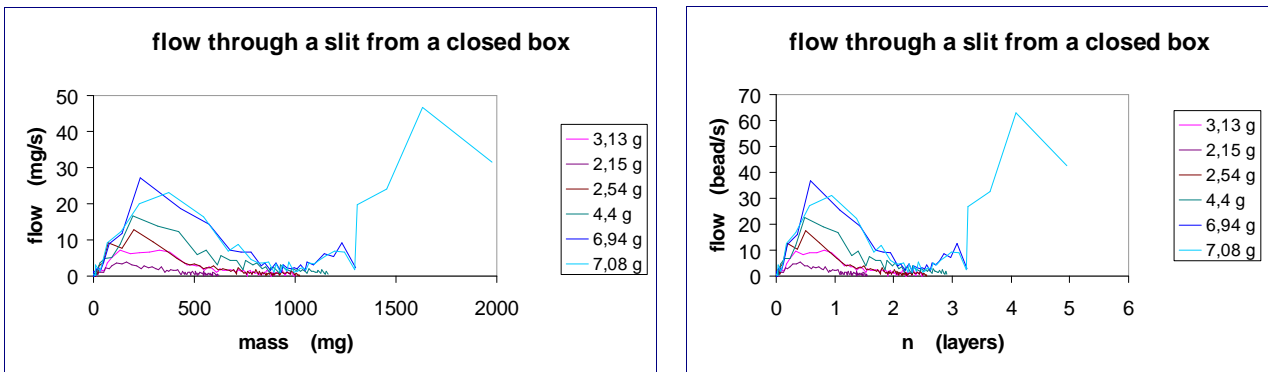 flow through a slit from a closed box
50
40
30
20
10
0
flow (mg/s)
0 500 1000 1500 2000
mass (mg)
3,13 g
2,15 g
2,54 g
4,4 g
6,94 g
7,08 g
flow through a slit from a closed box
70
60
50
40
30
20
10
0
flow (bead/s)
0 1 2 3 4 5 6
n (layers)
3,13 g
2,15 g
2,54 g
4,4 g
6,94 g
7,08 g